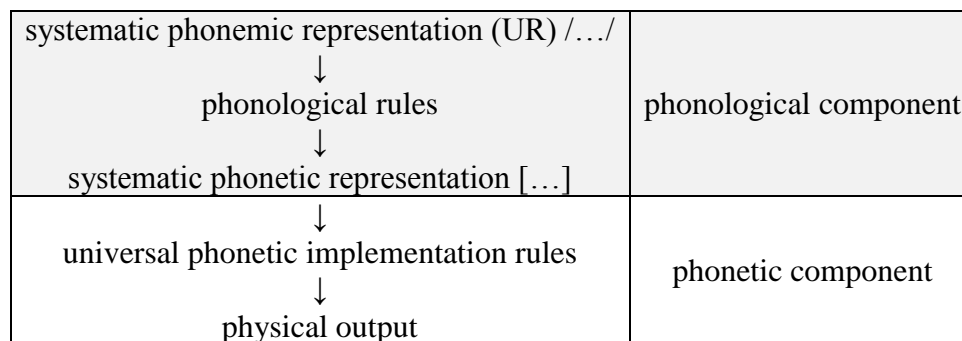 systematic phonemic representation (UR) /…/
↓
phonological rules
↓
systematic phonetic representation […]
phonological component
↓
universal phonetic implementation rules
↓
physical output
phonetic component